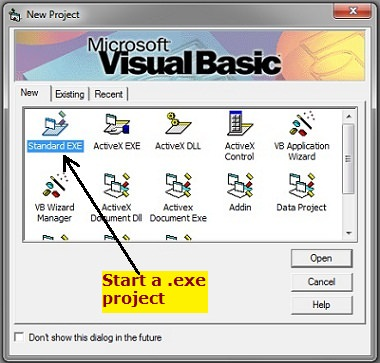 New Project
Microsoft
Visual Basic
New Existing Recent
Standard EXE ActiveX EXE ActiveX DLL ActiveX Control VB Application Wizard
VB Wizard Manager ActiveX Document Dll Activex Document Exe Addin Data Project
Start a .exe
project
Open
Cancel
Help
Don't show this dialog in the future